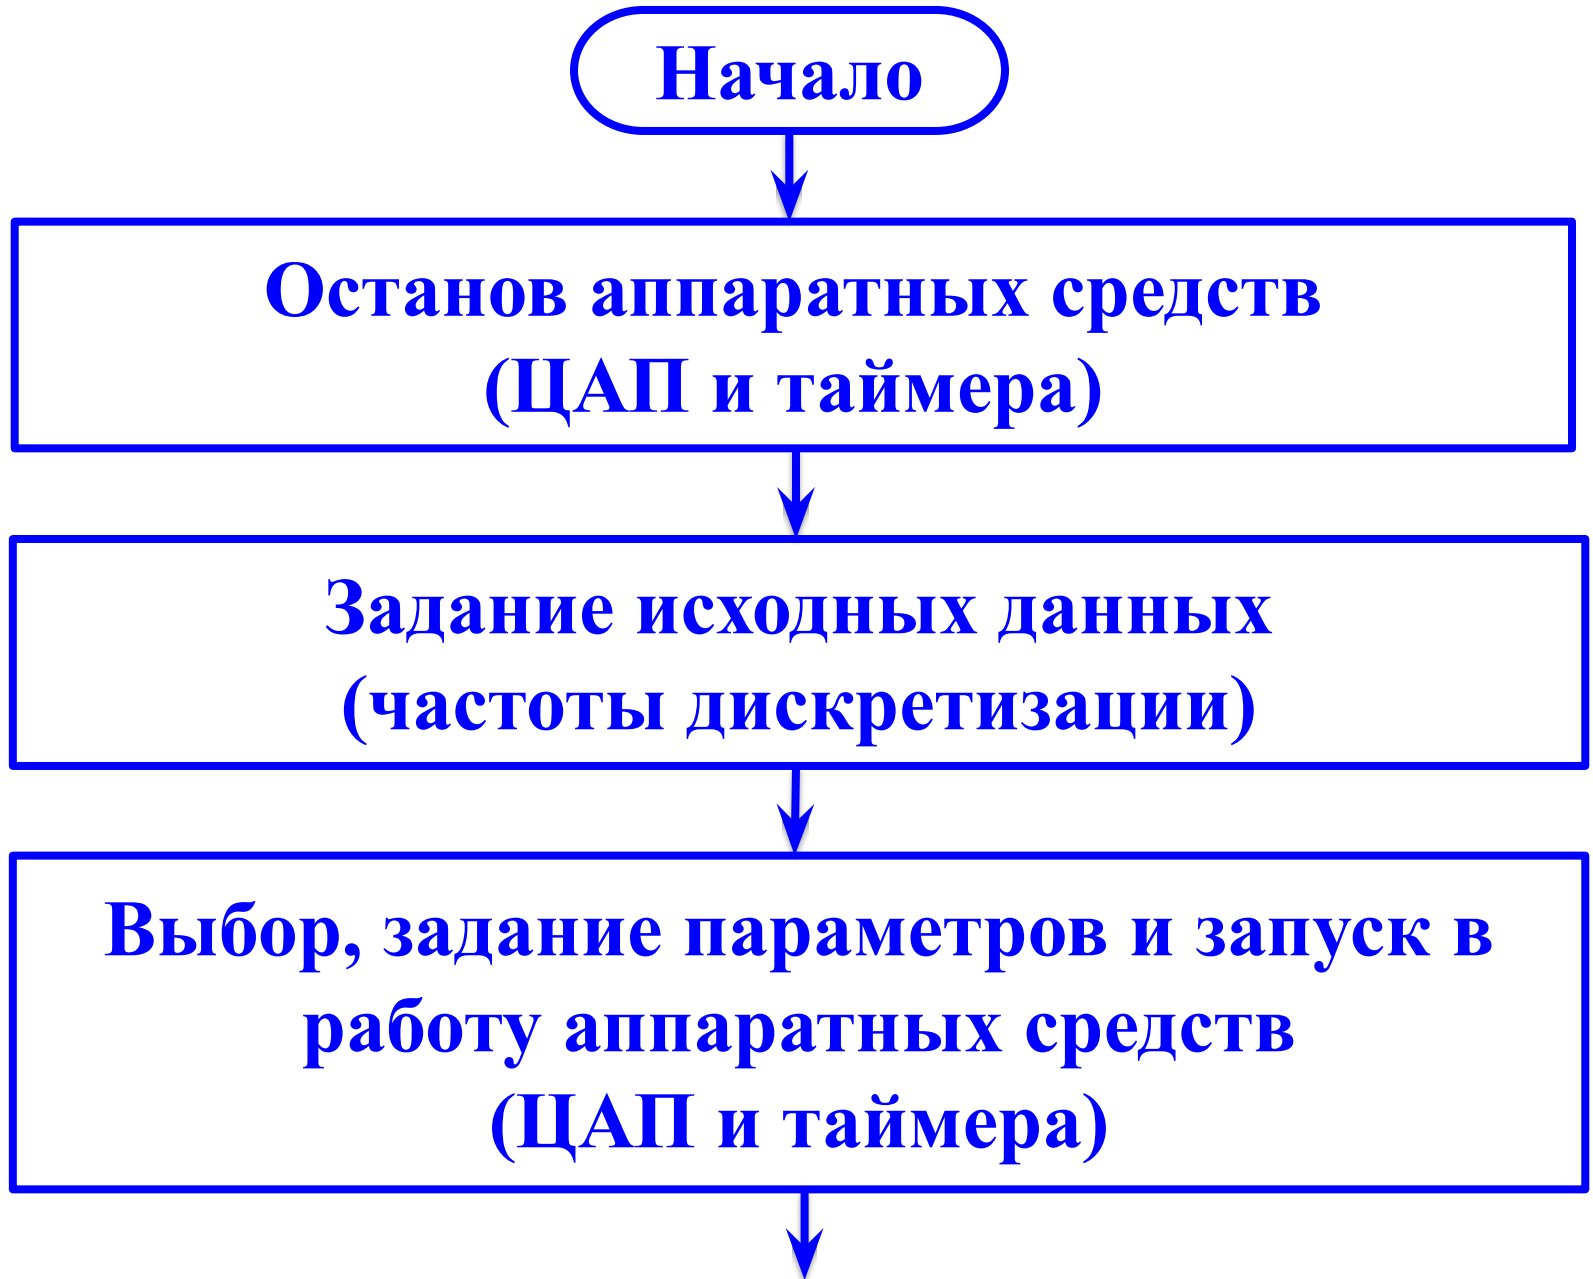 Начало
Останов аппаратных средств
(ЦАП и таймера)
Задание исходных данных
(частоты дискретизации)
Выбор, задание параметров и запуск в
работу аппаратных средств
(ЦАП и таймера)